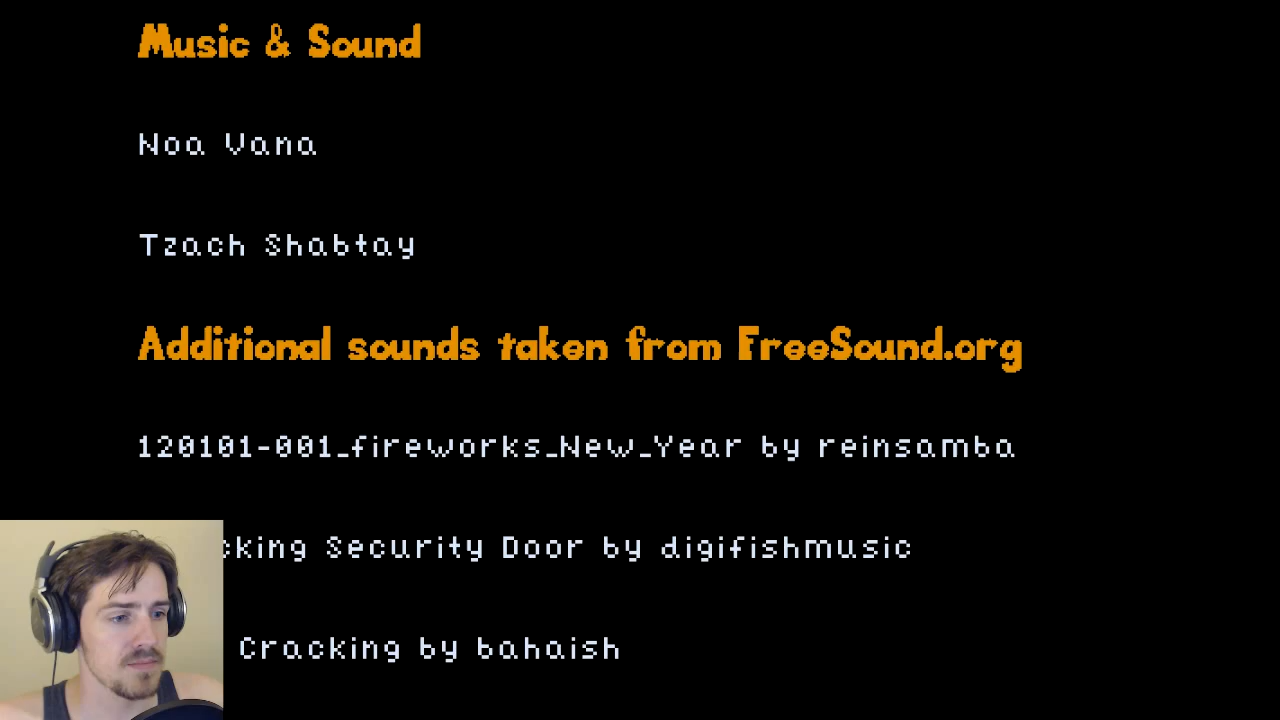 Music & Sound
Noa Vana
Tzach Shabtay
Additional sounds taken from FreeSound.org
120101-001_fireworks_New_Year by reinsamba
Security Door by digifishmusic
Cracking by bahaish